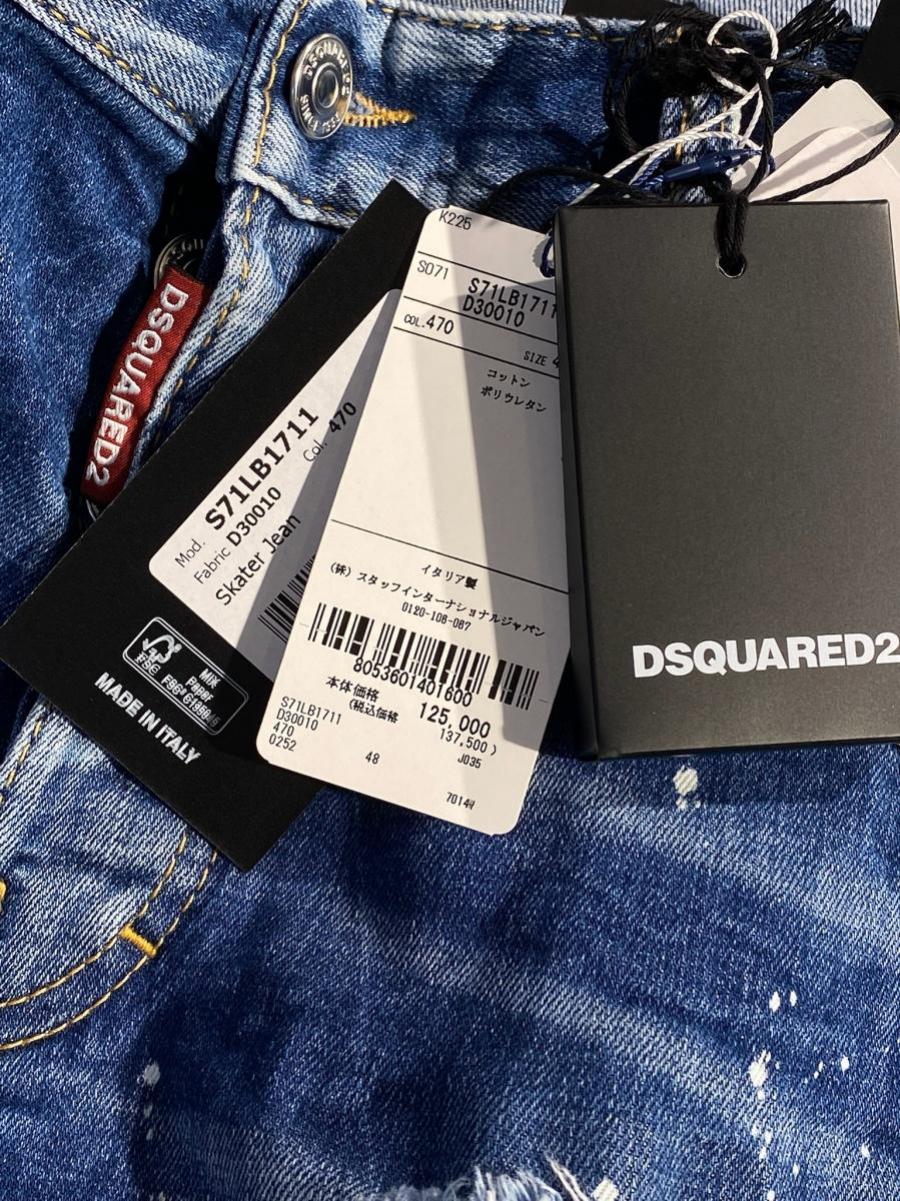 DSQUARED2
DSQUARED2
Mod. S71LB1711
Fabric D30010 Col. 470
Skater Jean
FSC
MIX
Paper
MADE IN ITALY
K225
S071 S71LB1711
D30010
COL.470
SIZE 4
コットン
ポリウレタン
イタリア製
(株) スタッフインターナショナルジャパン
0120-106-067
8053601401600
本体価格 125,000
(税込価格 137,500)
S71LB1711
D30010
470
0252
48
J035
DSQUARED2